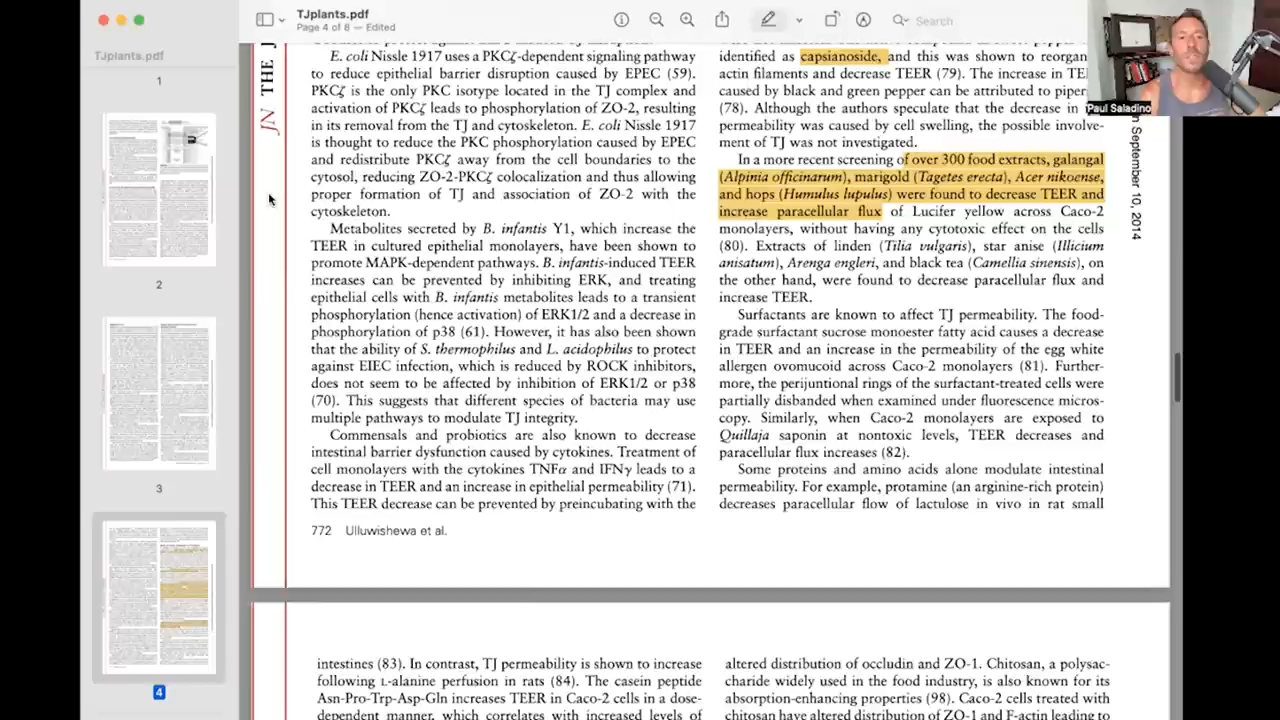 TJplants.pdf
Page 4 of 8 – Edited
Search
Paul Saladino
TJplants.pdf
1
2
3
4
JN THE J
E. coli Nissle 1917 uses a PKCζ-dependent signaling pathway
to reduce epithelial barrier disruption caused by EPEC (59).
PKCζ is the only PKC isotype located in the TJ complex and
activation of PKCζ leads to phosphorylation of ZO-2, resulting
in its removal from the TJ and cytoskeleton. E. coli Nissle 1917
is thought to reduce the PKC phosphorylation caused by EPEC
and redistribute PKCζ away from the cell boundaries to the
cytosol, reducing ZO-2-PKCζ colocalization and thus allowing
proper formation of TJ and association of ZO-2 with the
cytoskeleton.
Metabolites secreted by B. infantis Y1, which increase the
TEER in cultured epithelial monolayers, have been shown to
promote MAPK-dependent pathways. B. infantis-induced TEER
increases can be prevented by inhibiting ERK, and treating
epithelial cells with B. infantis metabolites leads to a transient
phosphorylation (hence activation) of ERK1/2 and a decrease in
phosphorylation of p38 (61). However, it has also been shown
that the ability of S. thermophilus and L. acidophilus to protect
against EIEC infection, which is reduced by ROCK inhibitors,
does not seem to be affected by inhibition of ERK1/2 or p38
(70). This suggests that different species of bacteria may use
multiple pathways to modulate TJ integrity.
Commensals and probiotics are also known to decrease
intestinal barrier dysfunction caused by cytokines. Treatment of
cell monolayers with the cytokines TNFα and IFNγ leads to a
decrease in TEER and an increase in epithelial permeability (71).
This TEER decrease can be prevented by preincubating with the
772 Ulluwishewa et al.
identified as capsianoside, and this was shown to reorgan
actin filaments and decrease TEER (79). The increase in TE
caused by black and green pepper can be attributed to piper
(78). Although the authors speculate that the decrease in
permeability was caused by cell swelling, the possible involve-
ment of TJ was not investigated.
In a more recent screening of over 300 food extracts, galangal
(Alpinia officinarum), marigold (Tagetes erecta), Acer nikoense,
and hops (Humulus lupulus) were found to decrease TEER and
increase paracellular flux of Lucifer yellow across Caco-2
monolayers, without having any cytotoxic effect on the cells
(80). Extracts of linden (Tilia vulgaris), star anise (Illicium
anisatum), Arenga engleri, and black tea (Camellia sinensis), on
the other hand, were found to decrease paracellular flux and
increase TEER.
Surfactants are known to affect TJ permeability. The food-
grade surfactant sucrose monoester fatty acid causes a decrease
in TEER and an increase in the permeability of the egg white
allergen ovomucoid across Caco-2 monolayers (81). Further-
more, the perijuntional rings of the surfactant-treated cells were
partially disbanded when examined under fluorescence micros-
copy. Similarly, when Caco-2 monolayers are exposed to
Quillaja saponin at nontoxic levels, TEER decreases and
paracellular flux increases (82).
Some proteins and amino acids alone modulate intestinal
permeability. For example, protamine (an arginine-rich protein)
decreases paracellular flow of lactulose in vivo in rat small
n September 10, 2014
intestines (83). In contrast, TJ permeability is shown to increase
following L-alanine perfusion in rats (84). The casein peptide
Asn-Pro-Trp-Asp-Gln increases TEER in Caco-2 cells in a dose-
dependent manner, which correlates with increased levels of
altered distribution of occludin and ZO-1. Chitosan, a polysac-
charide widely used in the food industry, is also known for its
absorption-enhancing properties (98). Caco-2 cells treated with
chitosan have altered distribution of ZO-1 and F-actin leading to